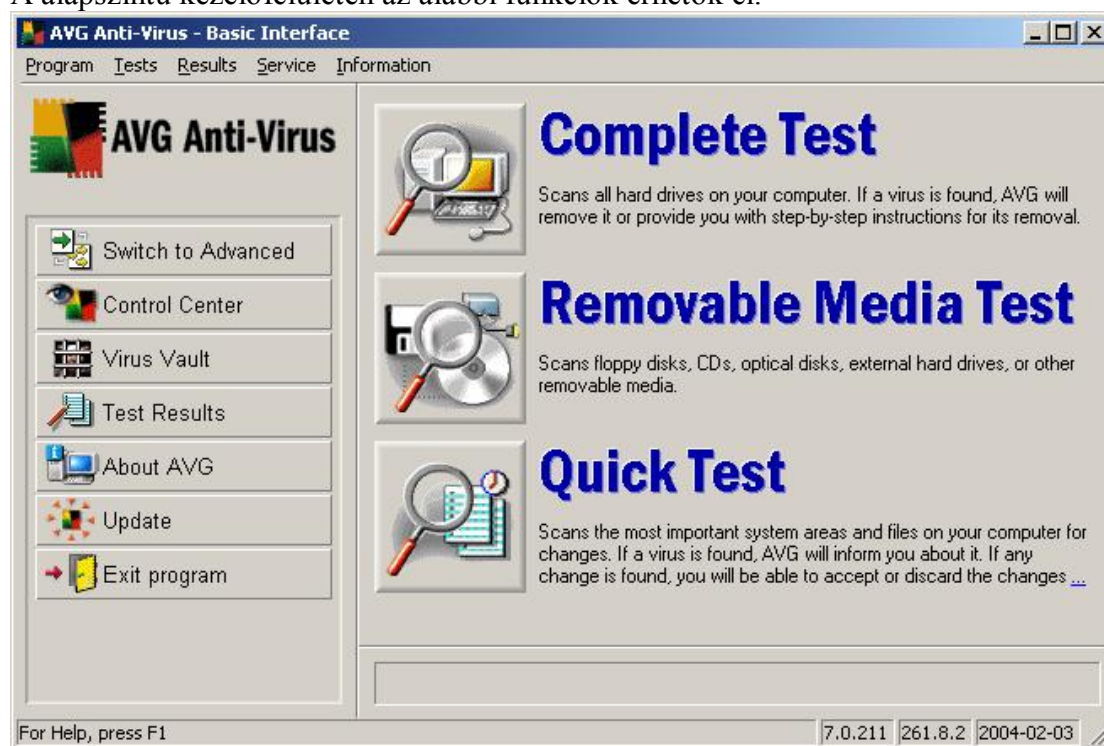 A alapszintű kezelőfelületen az alábbi funkciók érhetők el:
AVG Anti-Virus - Basic Interface
Program Tests Results Service Information
AVG Anti-Virus
Switch to Advanced
Control Center
Virus Vault
Test Results
About AVG
Update
Exit program
Complete Test
Scans all hard drives on your computer. If a virus is found, AVG will
remove it or provide you with step-by-step instructions for its removal.
Removable Media Test
Scans floppy disks, CDs, optical disks, external hard drives, or other
removable media.
Quick Test
Scans the most important system areas and files on your computer for
changes. If a virus is found, AVG will inform you about it. If any
change is found, you will be able to accept or discard the changes ...
For Help, press F1 7.0.211 261.8.2 2004-02-03